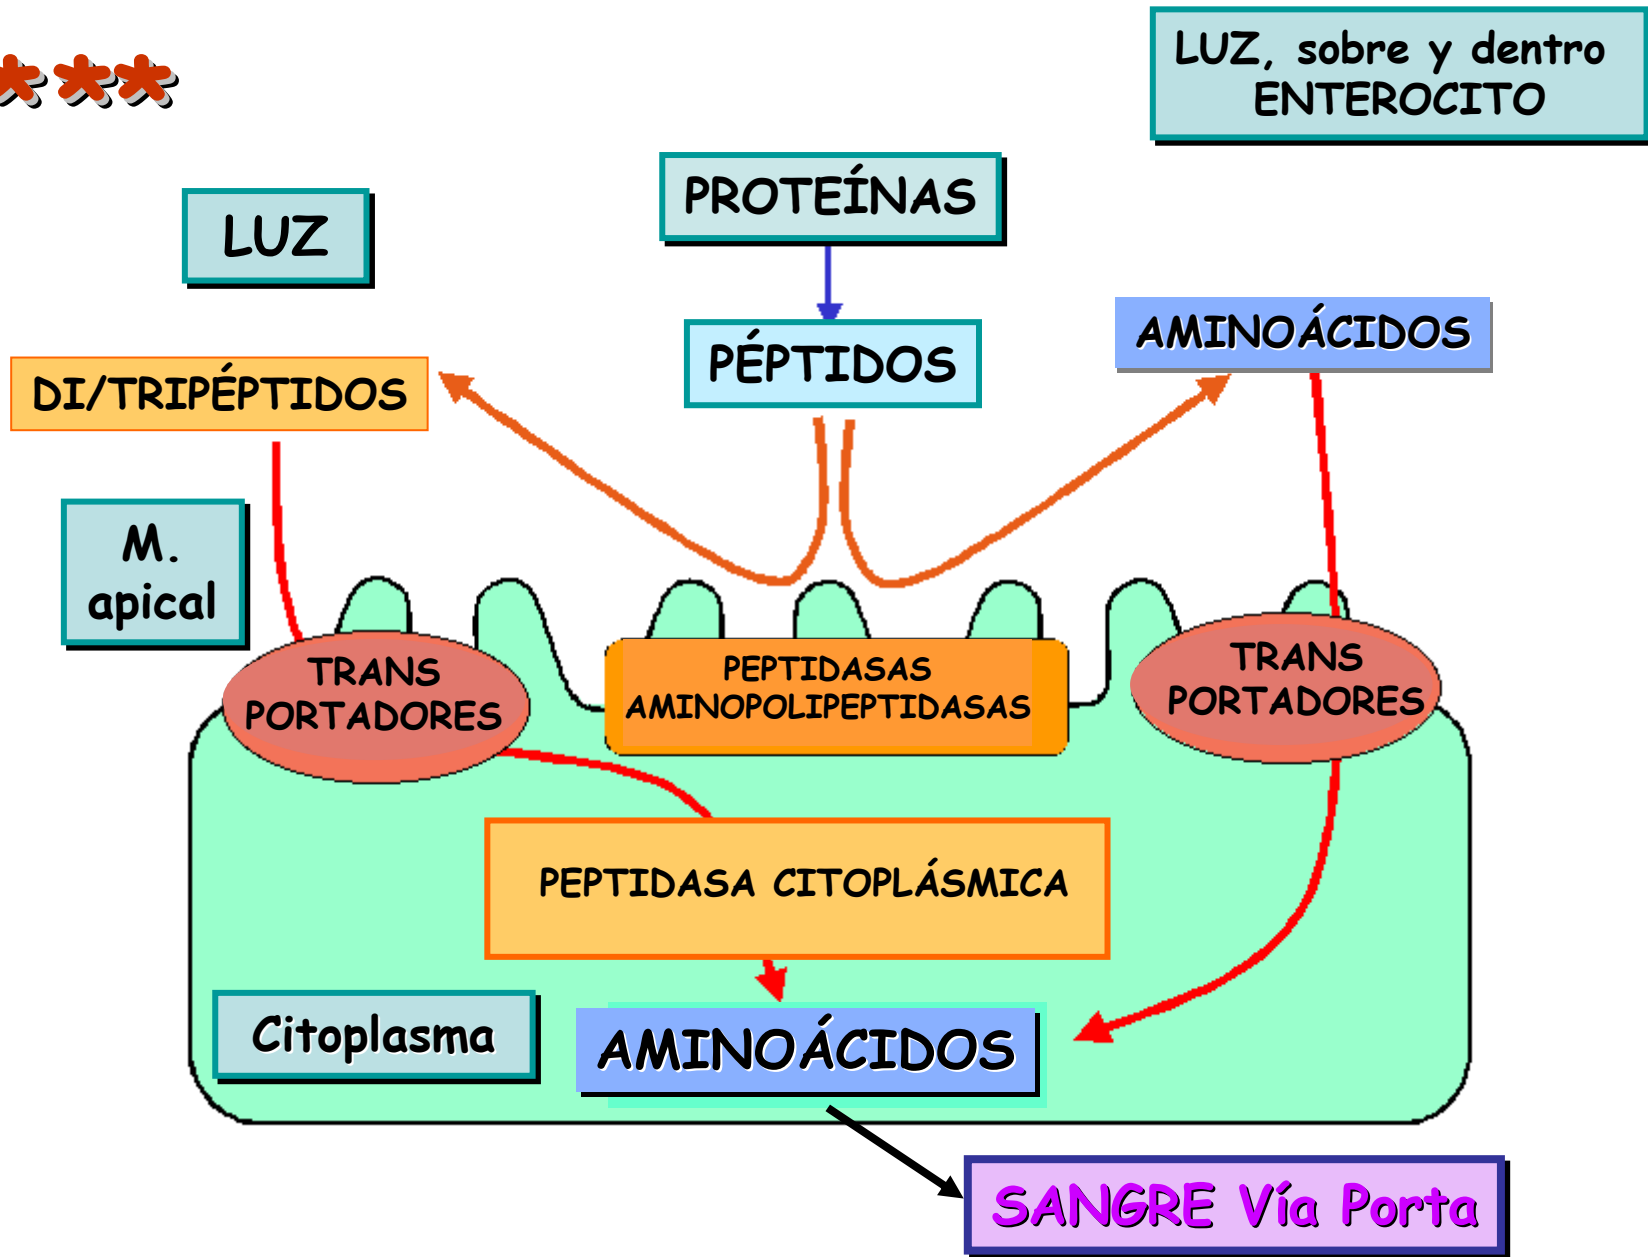 ***
LUZ, sobre y dentro
ENTEROCITO
PROTEÍNAS
LUZ
AMINOÁCIDOS
PÉPTIDOS
DI/TRIPÉPTIDOS
M.
apical
TRANS
PORTADORES
PEPTIDASAS
AMINOPOLIPEPTIDASAS
TRANS
PORTADORES
PEPTIDASA CITOPLÁSMICA
Citoplasma
AMINOÁCIDOS
SANGRE Vía Porta